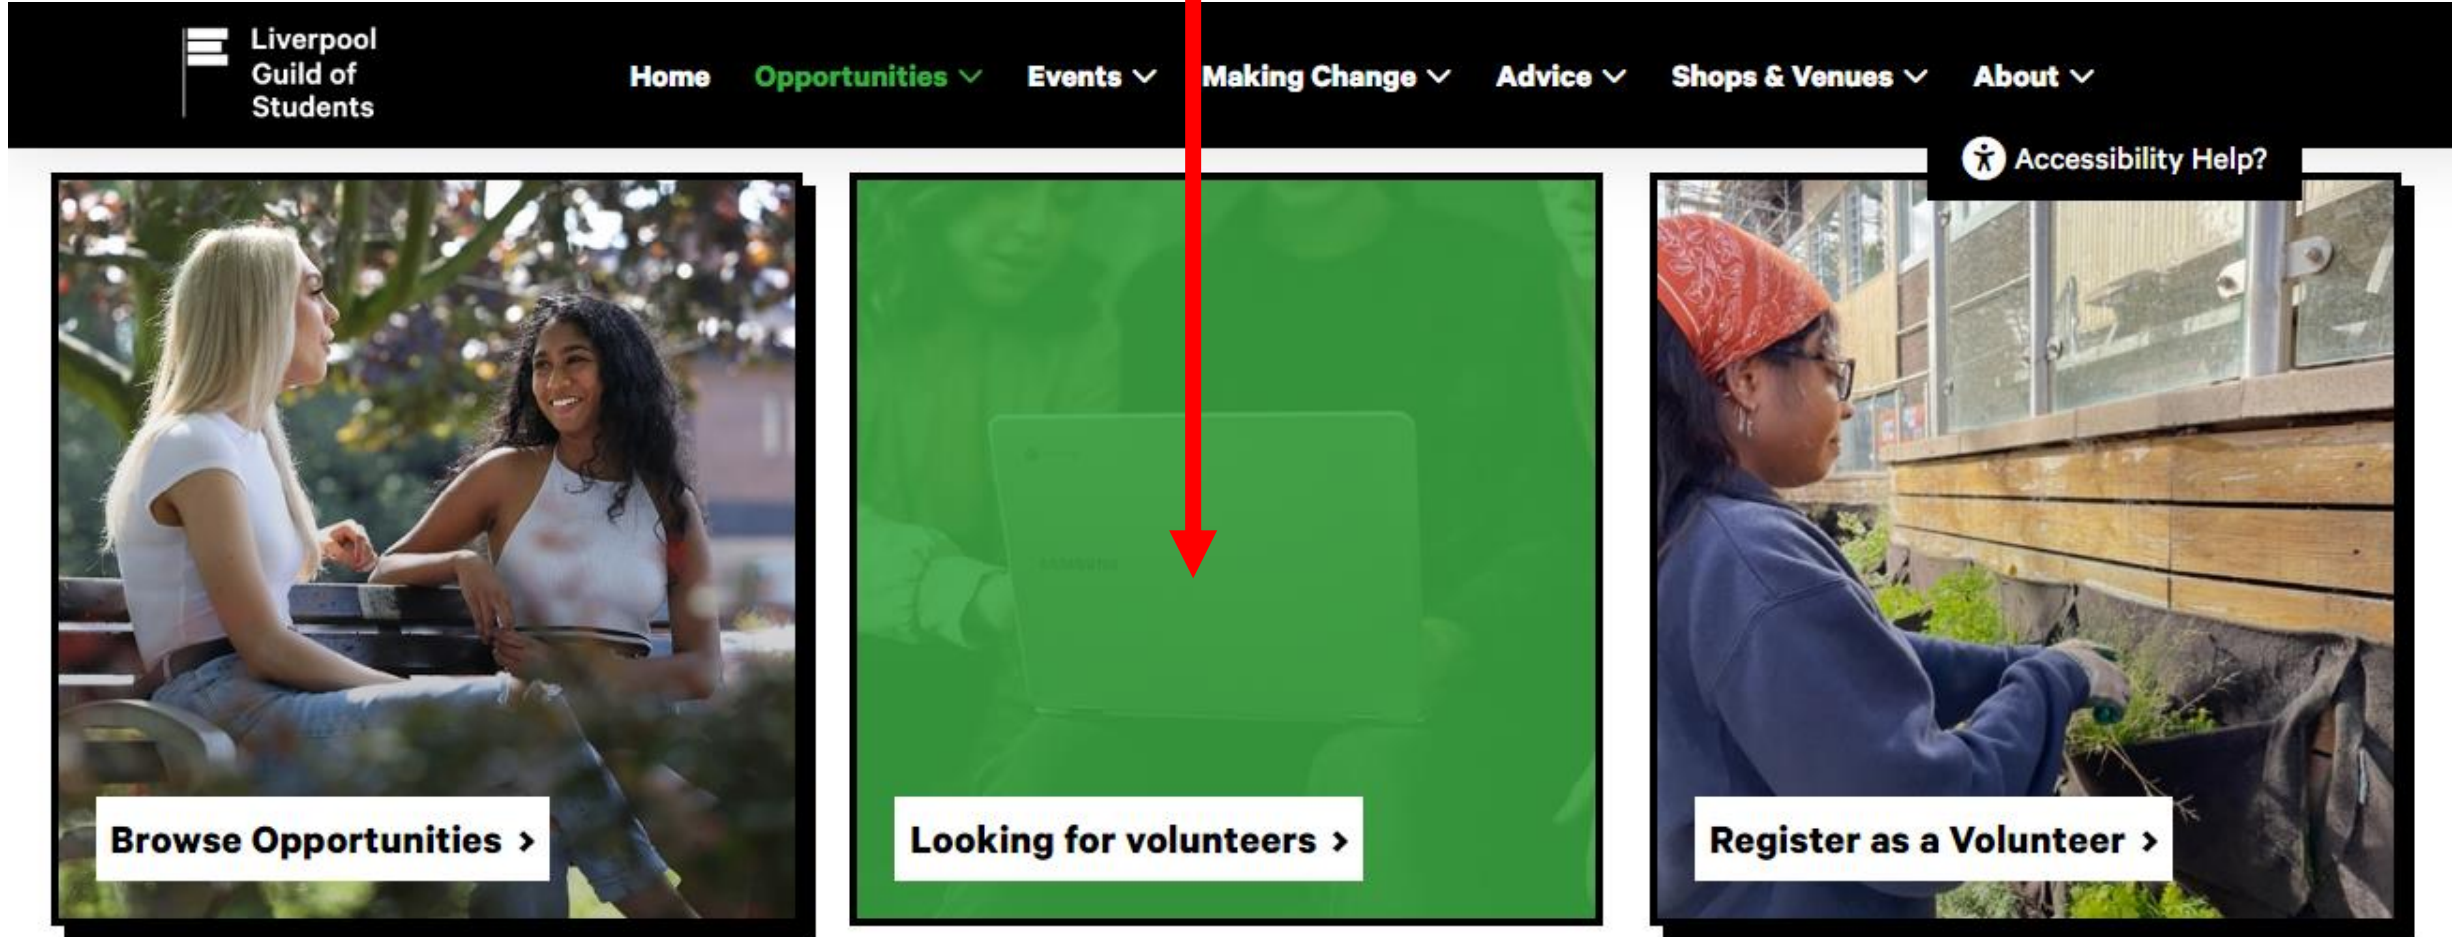 Liverpool
Guild of
Students
Home Opportunities Events Making Change Advice Shops & Venues About
Accessibility Help?
SAMSUNG
Browse Opportunities >
Looking for volunteers >
Register as a Volunteer >